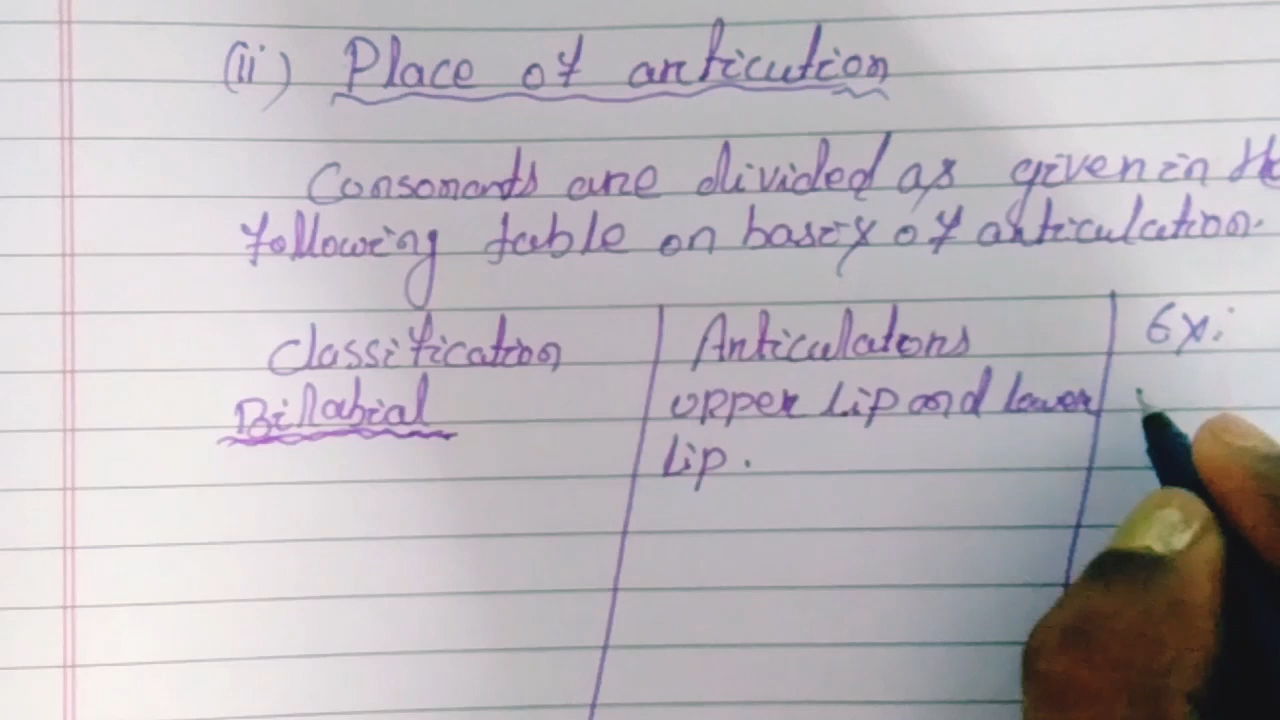 (ii) Place of anticution
Consonants are divided as given in the
following table on basis of articulation.
Classification | Articulators | Ex:
Bilabial | upper Lip and lower
Lip.